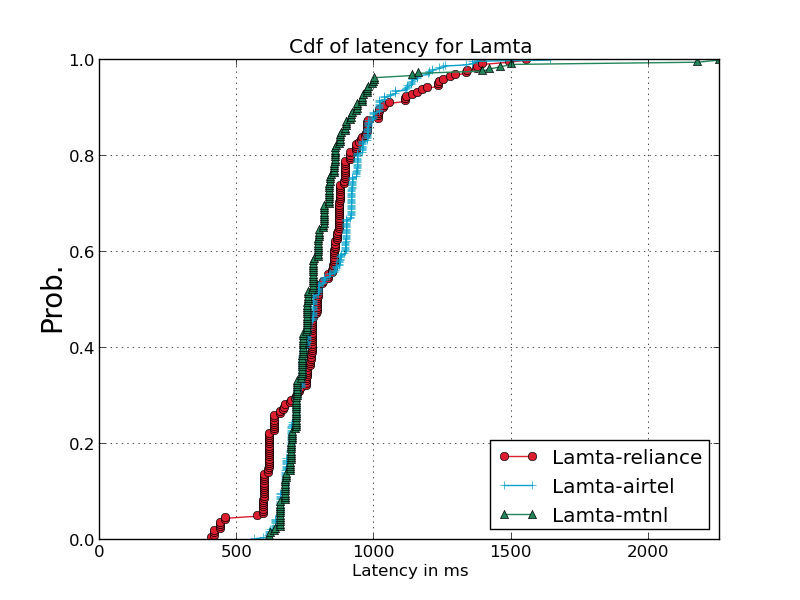 Cdf of latency for Lamta
1.0
0.8
0.6
0.4
0.2
0.0
Prob.
Lamta-reliance
Lamta-airtel
Lamta-mtnl
0 500 1000 1500 2000
Latency in ms